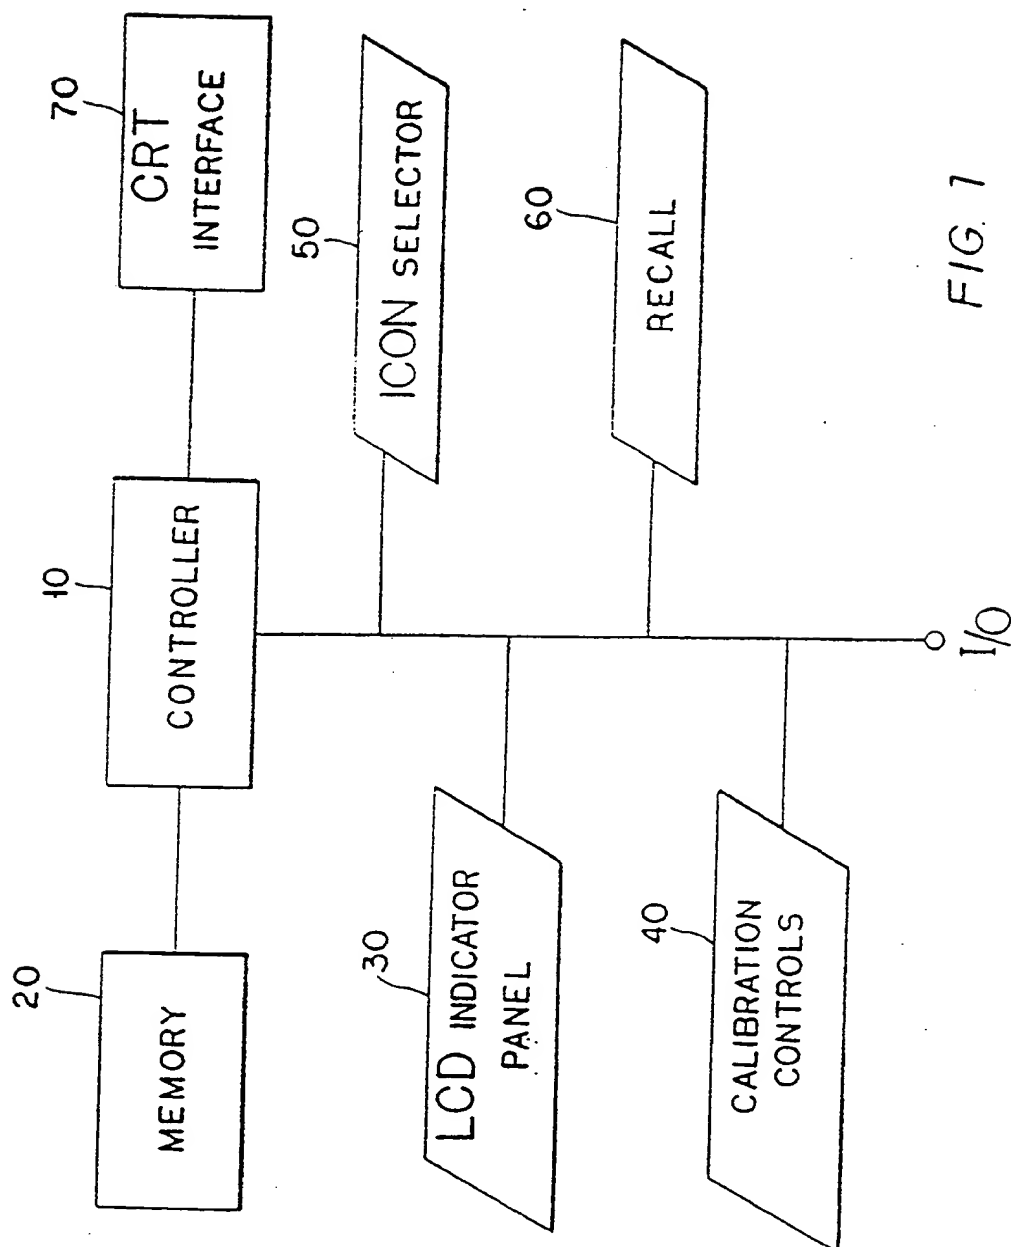 20
MEMORY
10
CONTROLLER
70
CRT
INTERFACE
30
LCD INDICATOR
PANEL
50
ICON SELECTOR
40
CALIBRATION
CONTROLS
60
RECALL
I/O
FIG. 1